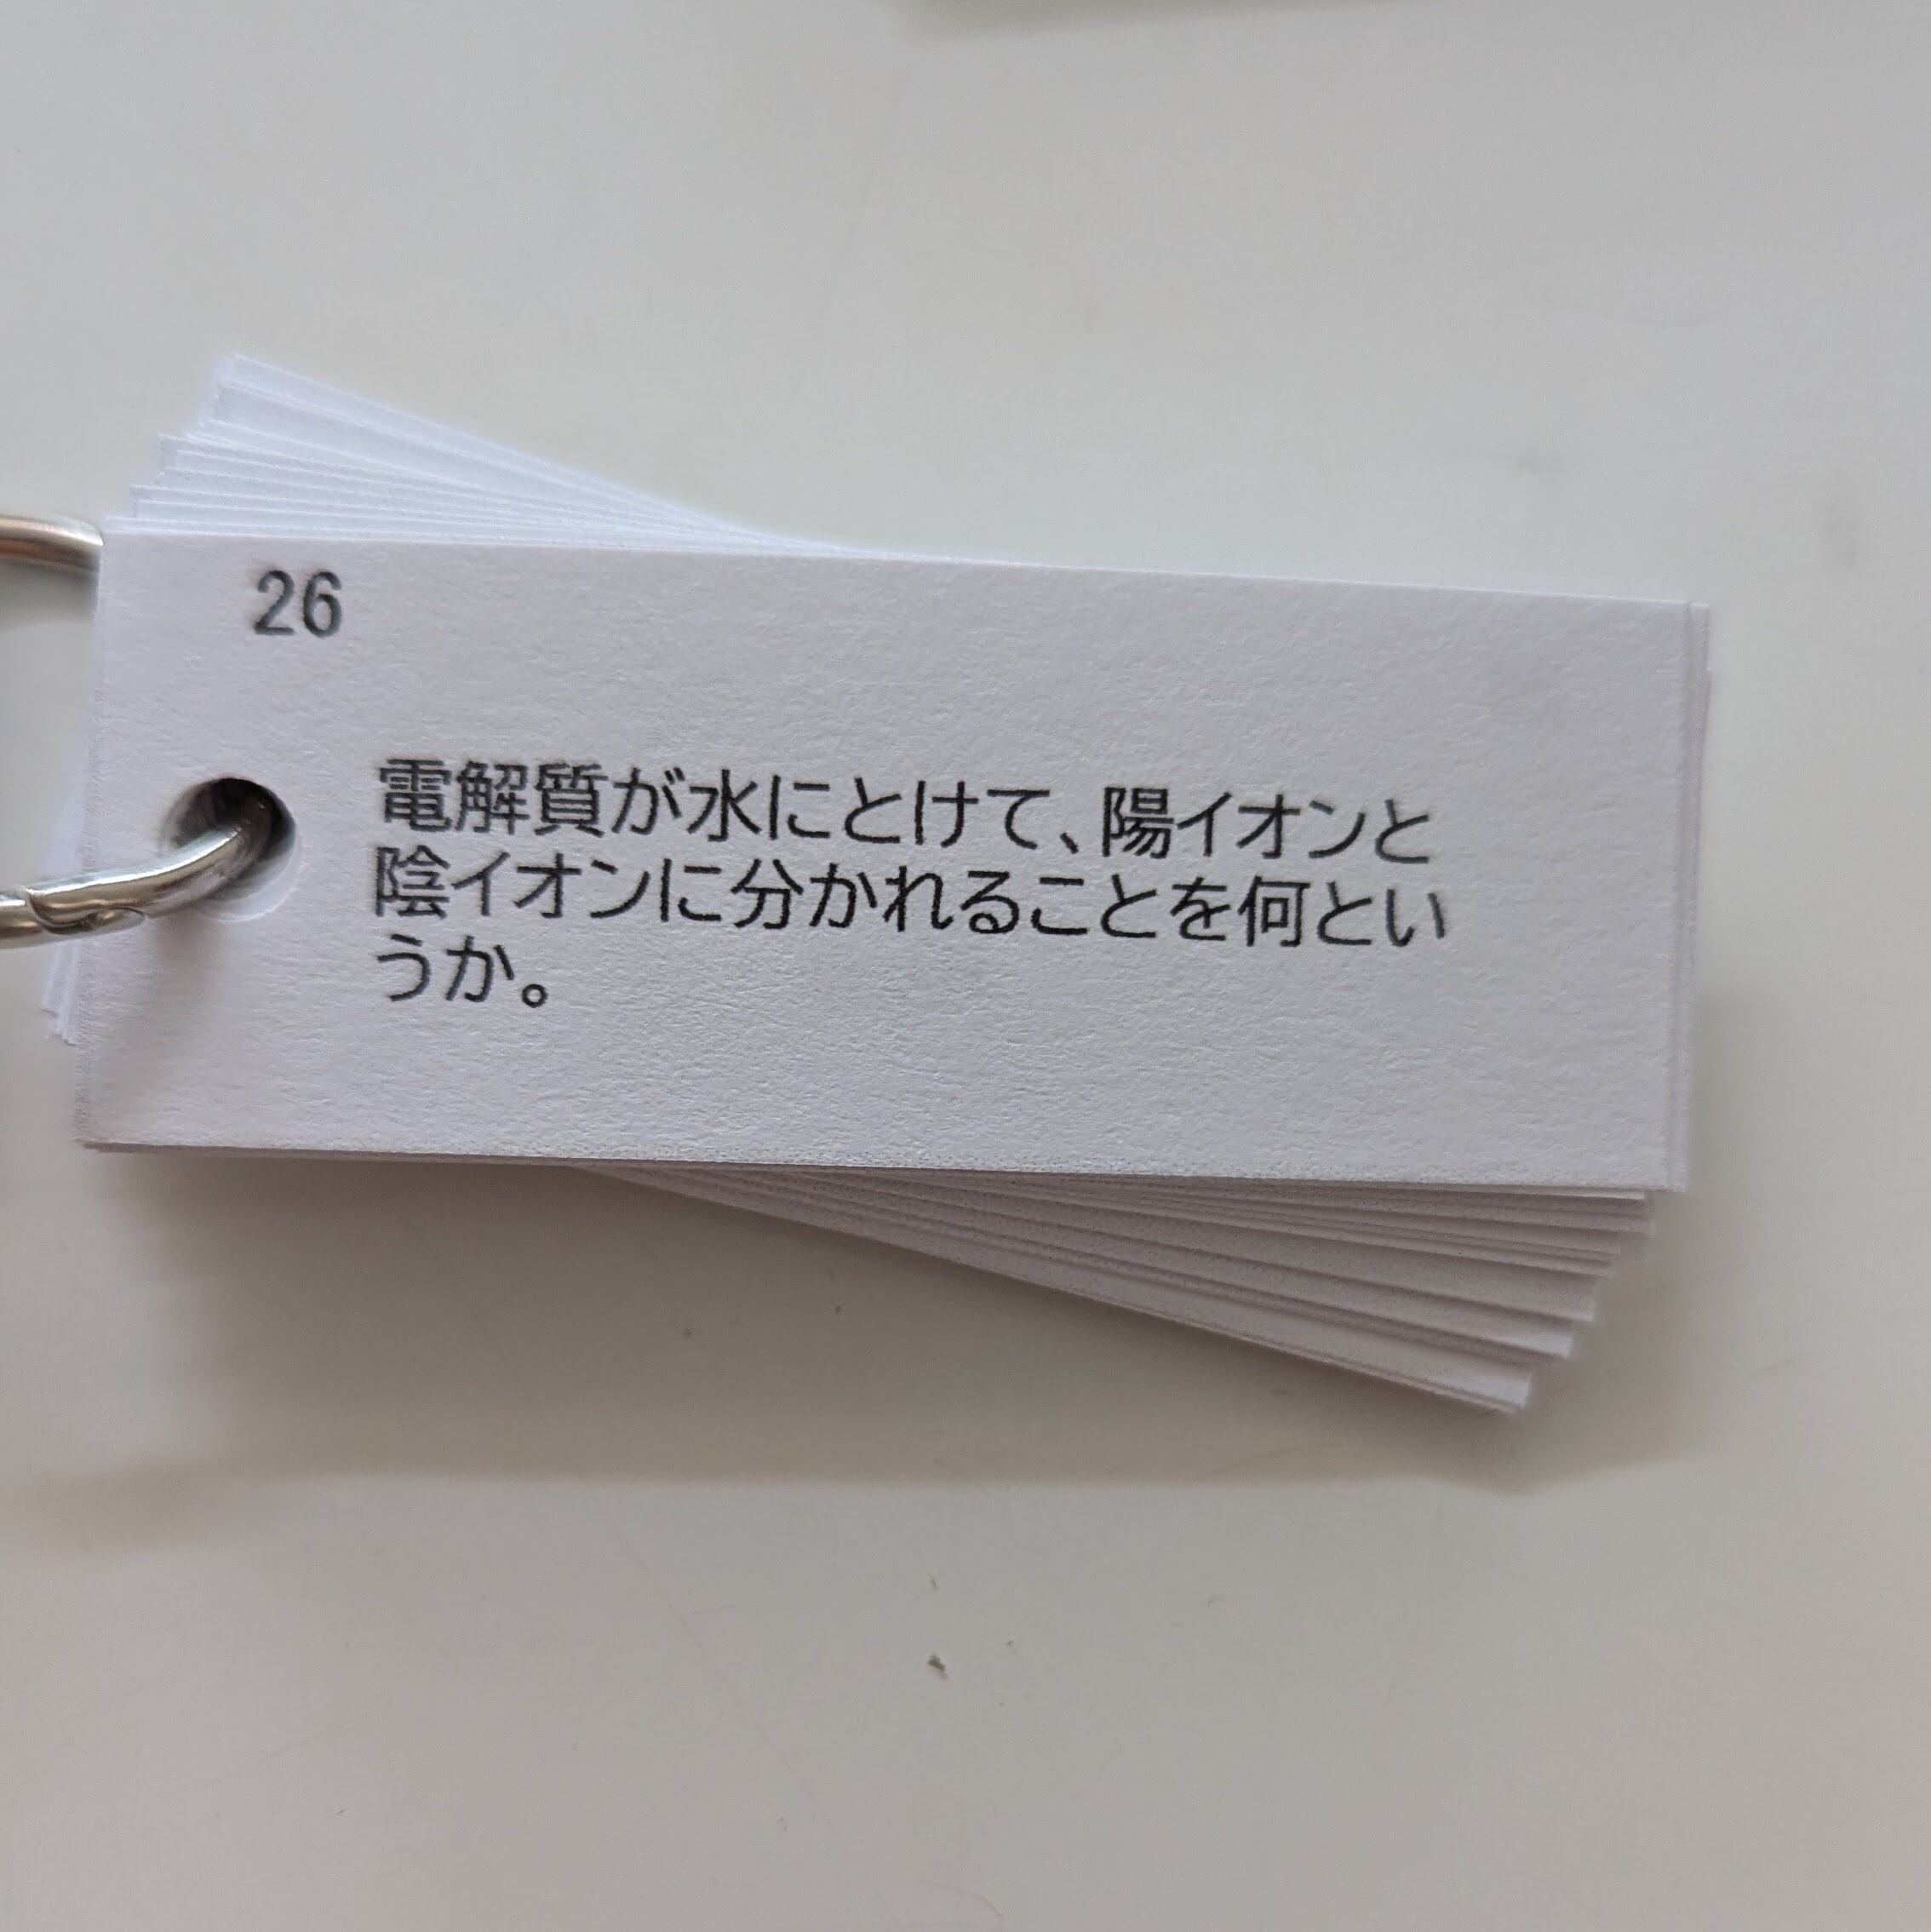 26
電解質が水にとけて、陽イオンと
陰イオンに分かれることを何とい
うか。